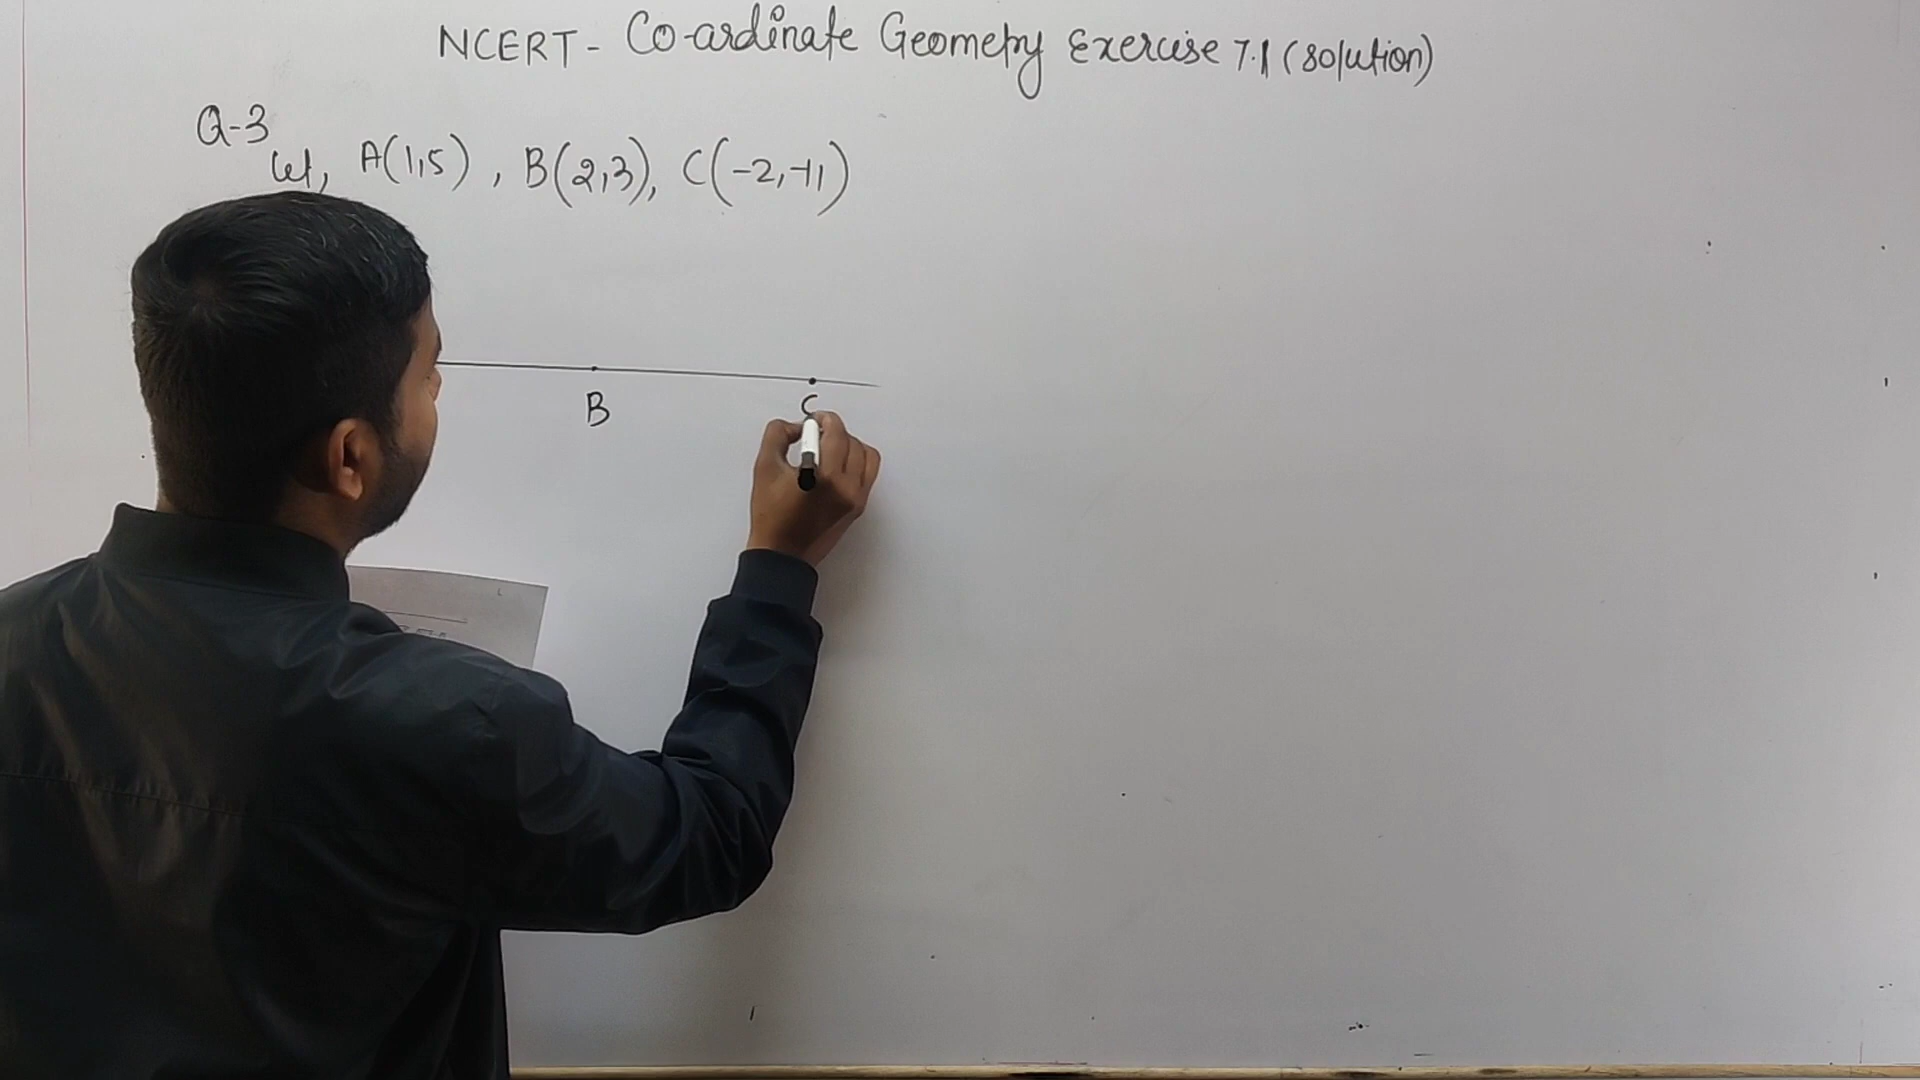 NCERT - Co-ordinate Geometry Exercise 7.1 (solution)
Q-3
Let, A(1,5), B(2,3), C(-2,-11)
B C